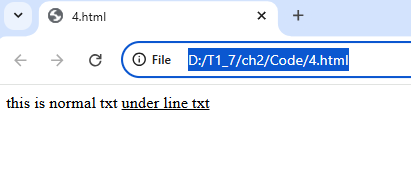 4.html
File D:/T1_7/ch2/Code/4.html
this is normal txt under line txt